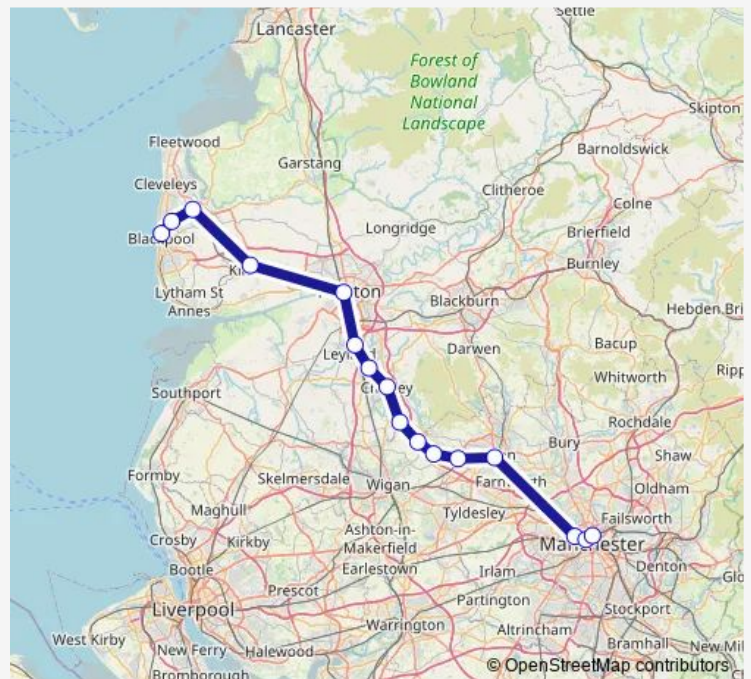 Settle
Lancaster
Forest of
Bowland
National
Landscape
Skipton
Fleetwood
Barnoldswick
Garstang
Cleveleys
Clitheroe
Colne
Longridge
Brierfield
Burnley
Lytham St
Annes
Blackburn
Hebden Bri
Darwen
Bacup
Whitworth
Ripp
Southport
Rochdale
Bury
Shaw
Formby
Skelmersdale
Wigan
Oldham
Maghull
Tyldesley
Failsworth
Crosby
Kirkby
Ashton-in-
Makerfield
Manchester
Bootle
Earlestown
Irlam
Denton
Glo
Prescot
Partington
Liverpool
Stockport
Warrington
Altrincham
West Kirby
New Ferry
Halewood
Bramhall
New Mil
Bromborough
© OpenStreetMap contributors